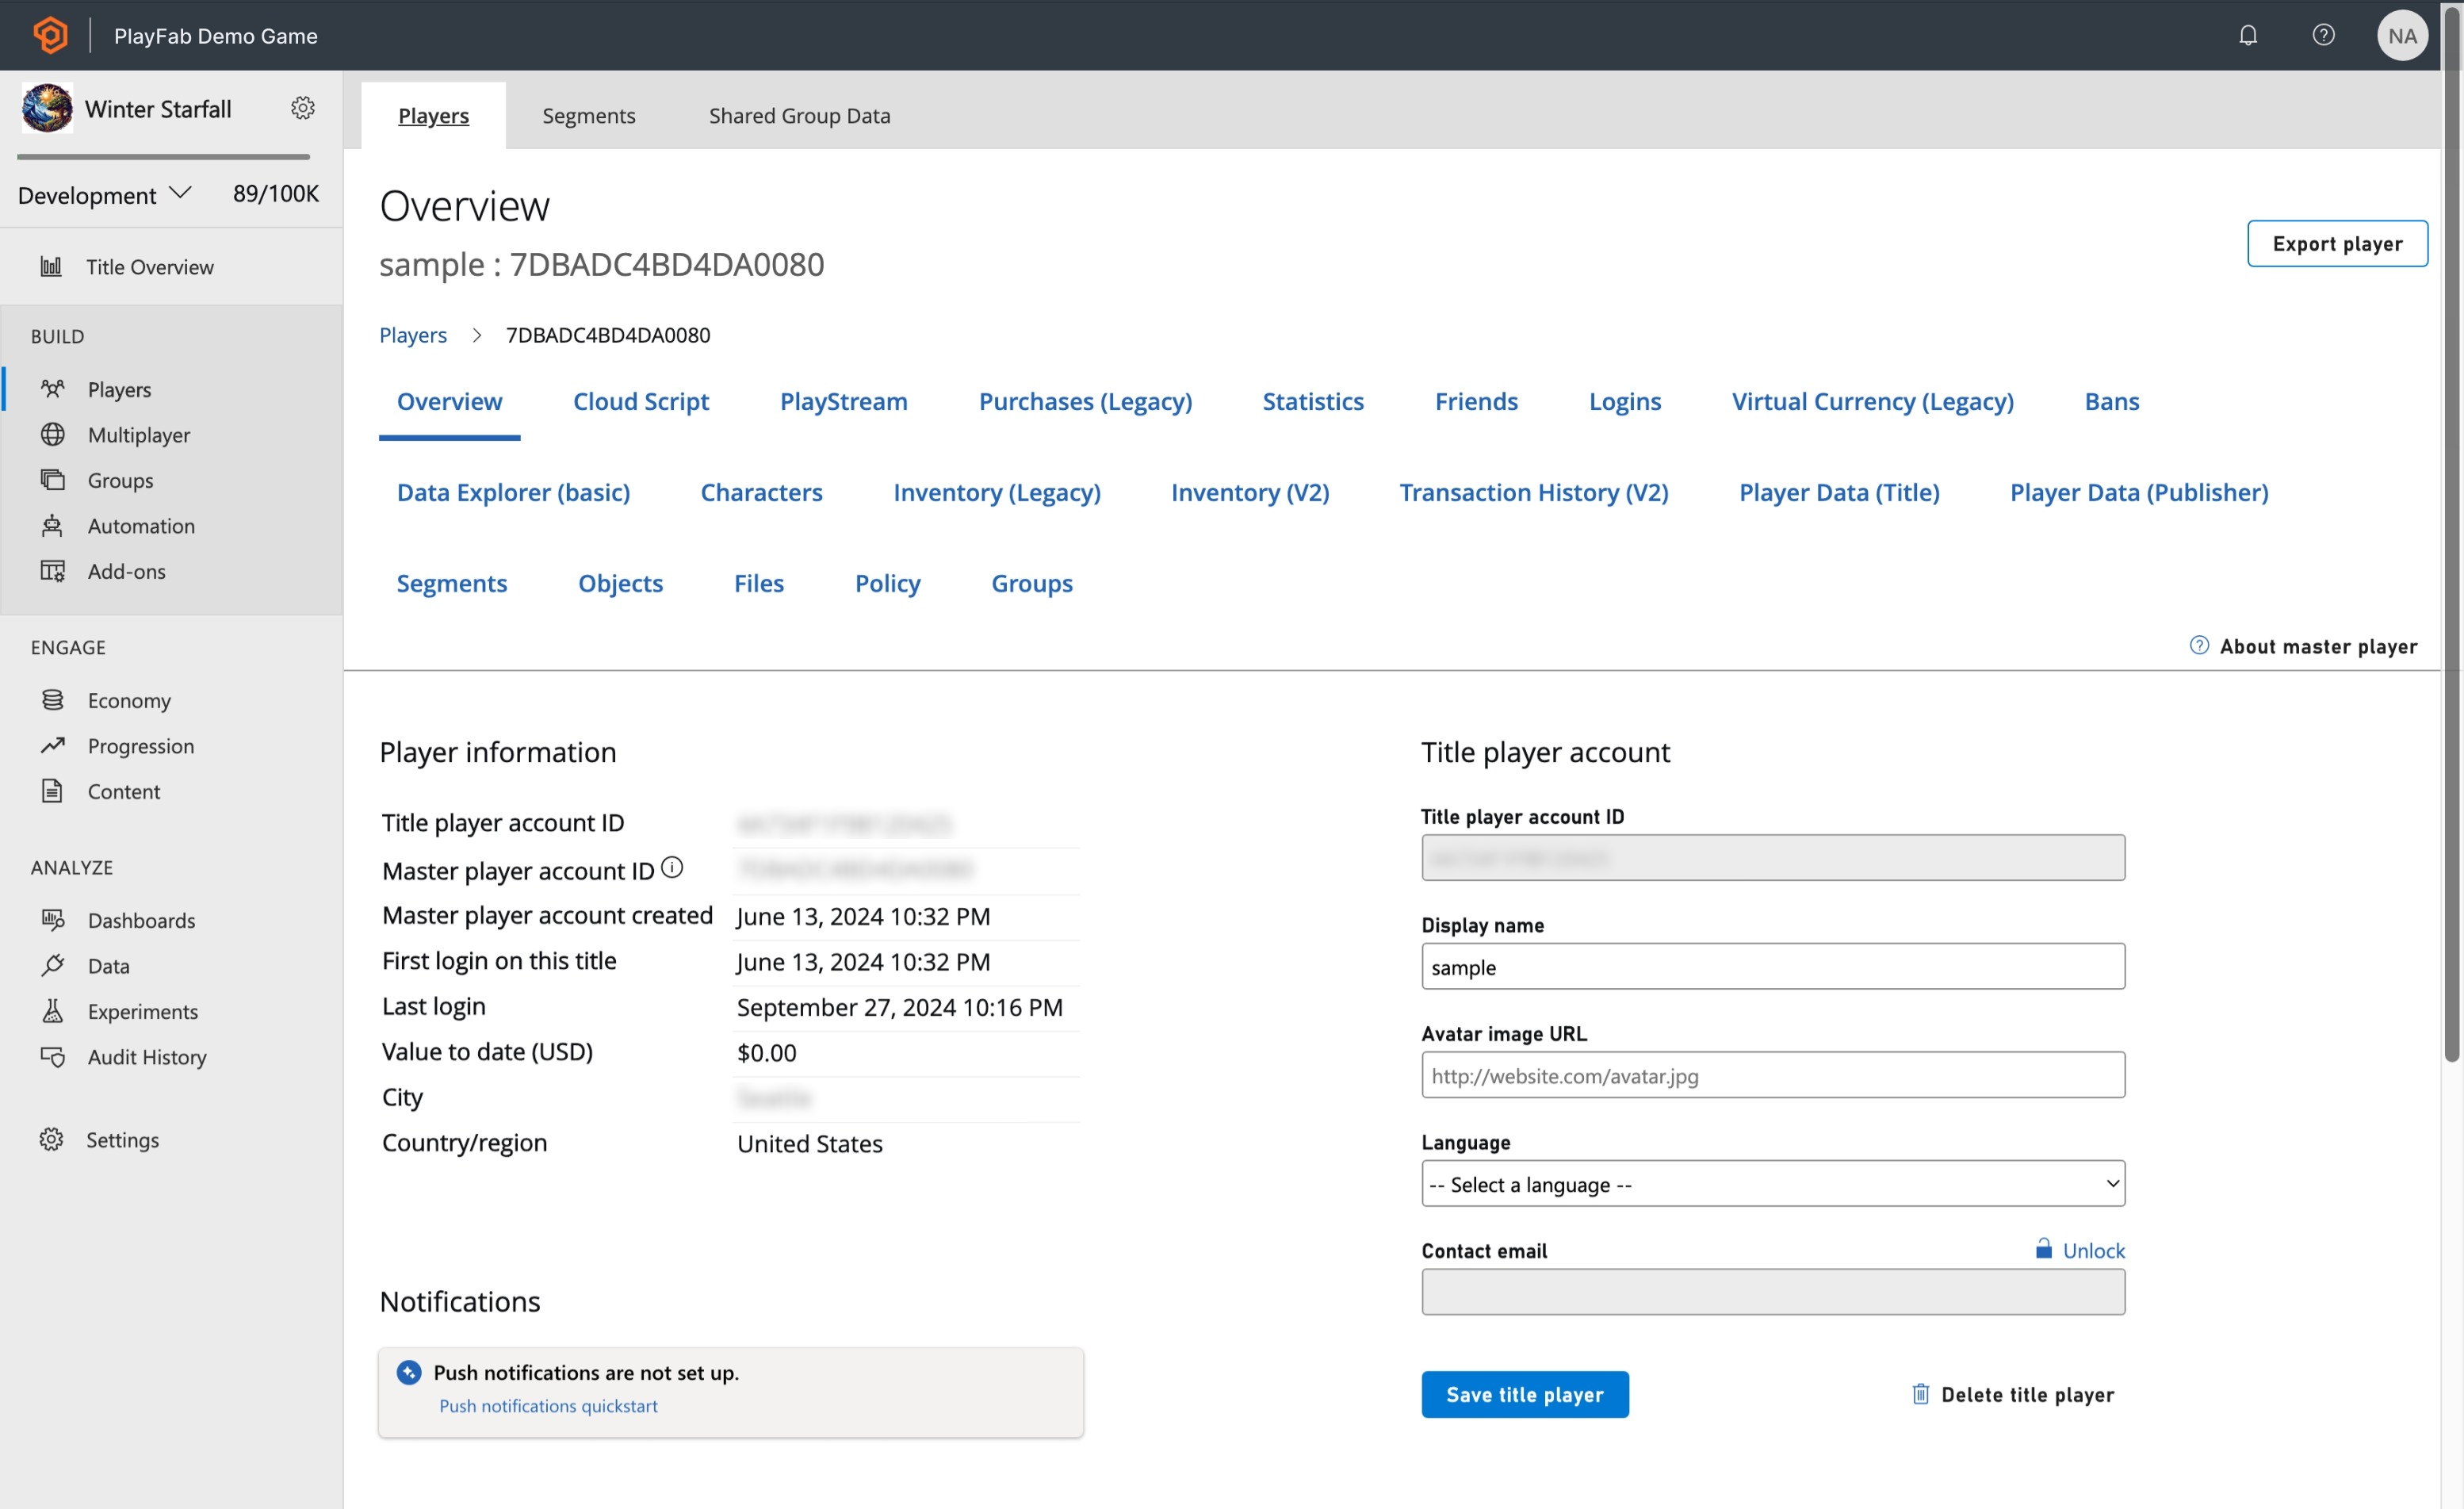 PlayFab Demo Game
NA
Winter Starfall
Development 89/100K
Title Overview
BUILD
Players
Multiplayer
Groups
Automation
Add-ons
ENGAGE
Economy
Progression
Content
ANALYZE
Dashboards
Data
Experiments
Audit History
Settings
Players Segments Shared Group Data
Overview
sample : 7DBADC4BD4DA0080
Export player
Players > 7DBADC4BD4DA0080
Overview Cloud Script PlayStream Purchases (Legacy) Statistics Friends Logins Virtual Currency (Legacy) Bans
Data Explorer (basic) Characters Inventory (Legacy) Inventory (V2) Transaction History (V2) Player Data (Title) Player Data (Publisher)
Segments Objects Files Policy Groups
About master player
Player information
Title player account ID
Master player account ID
Master player account created June 13, 2024 10:32 PM
First login on this title June 13, 2024 10:32 PM
Last login September 27, 2024 10:16 PM
Value to date (USD) $0.00
City
Country/region United States
Notifications
Push notifications are not set up.
Push notifications quickstart
Title player account
Title player account ID
Display name
sample
Avatar image URL
http://website.com/avatar.jpg
Language
-- Select a language --
Contact email Unlock
Save title player Delete title player